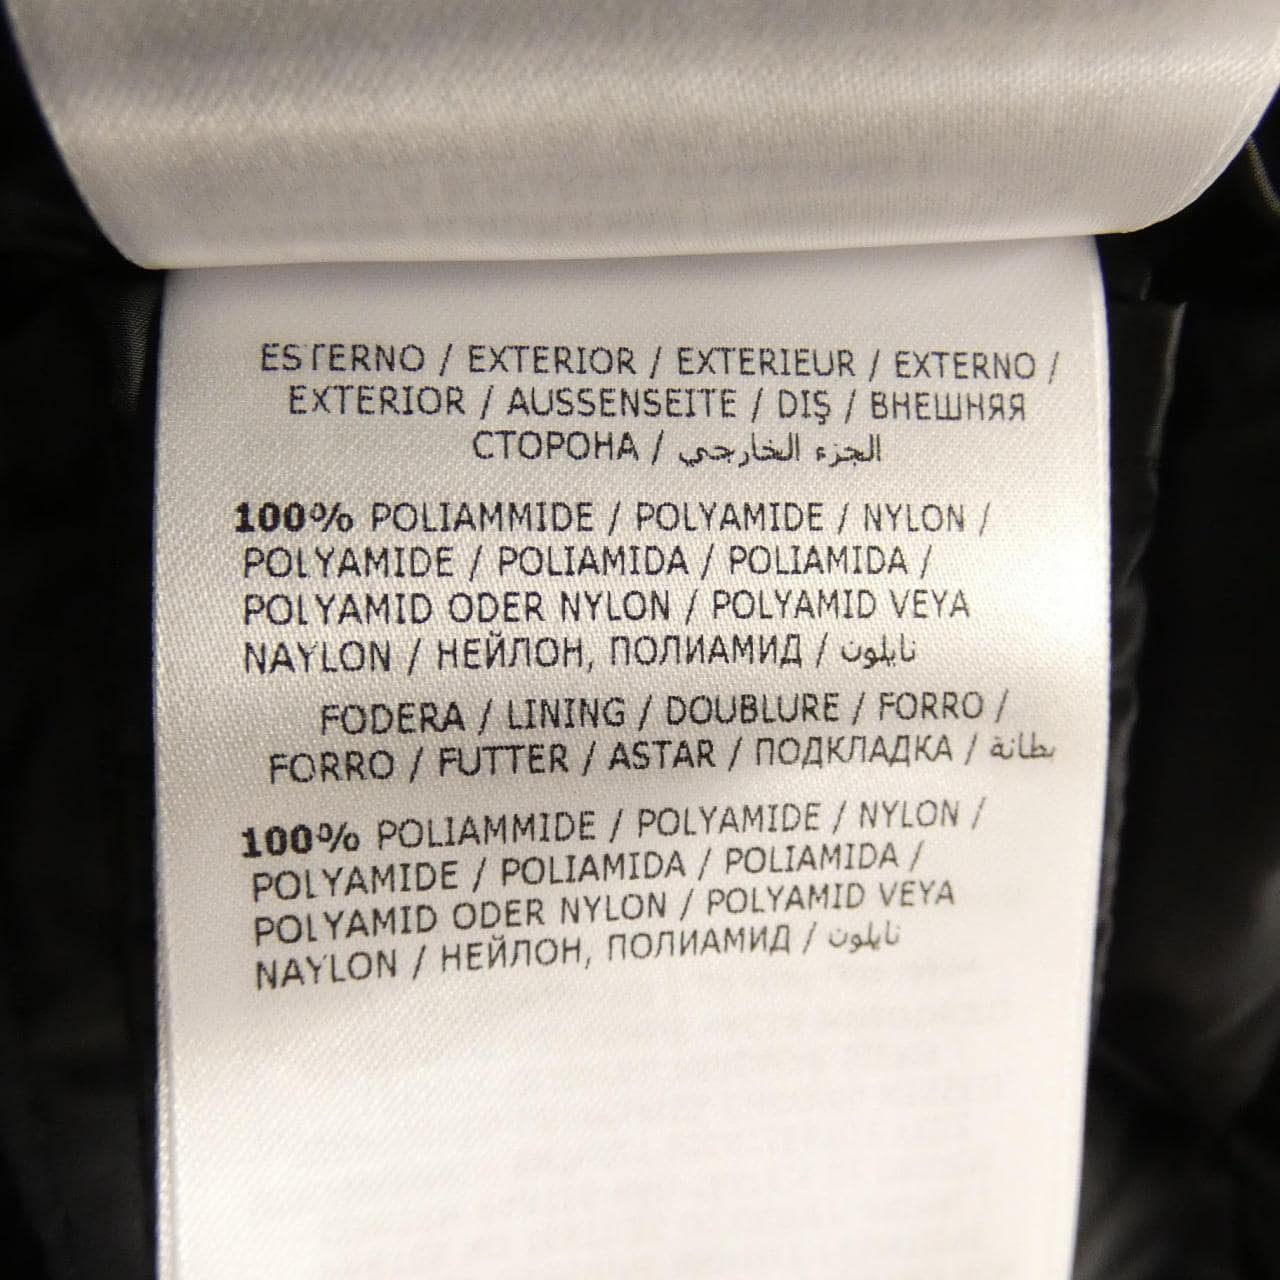 ESTERNO / EXTERIOR / EXTERIEUR / EXTERNO /
EXTERIOR / AUSSENSEITE / DIŞ / ВНЕШНЯЯ
СТОРОНА / الجزء الخارجي
100% POLIAMMIDE / POLYAMIDE / NYLON /
POLYAMIDE / POLIAMIDA / POLIAMIDA /
POLYAMID ODER NYLON / POLYAMID VEYA
NAYLON / НЕЙЛОН, ПОЛИАМИД / نايلون
FODERA / LINING / DOUBLURE / FORRO /
FORRO / FUTTER / ASTAR / ПОДКЛАДКА / بطانة
100% POLIAMMIDE / POLYAMIDE / NYLON /
POLYAMIDE / POLIAMIDA / POLIAMIDA /
POLYAMID ODER NYLON / POLYAMID VEYA
NAYLON / НЕЙЛОН, ПОЛИАМИД / نايلون